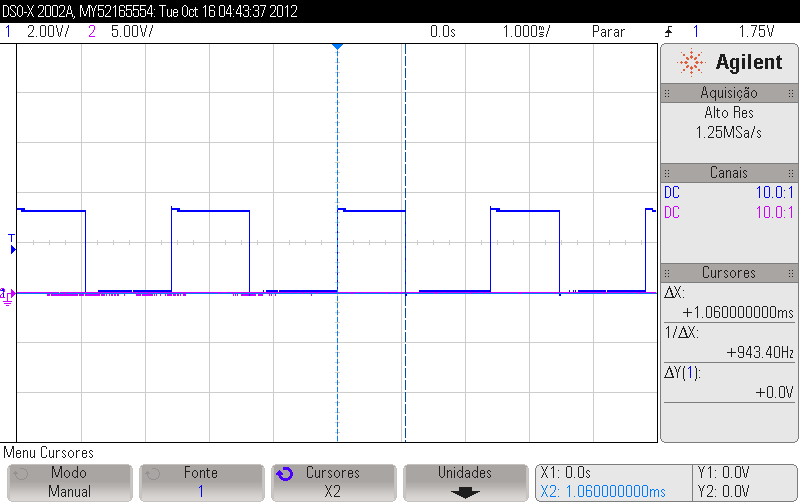 DSO-X 2002A, MY52165554: Tue Oct 16 04:43:37 2012
1 2.00V/ 2 5.00V/ 0.0s 1.000s/ Parar 1 1.75V
Agilent
Aquisição
Alto Res
1.25MSa/s
Canais
DC 10.0:1
DC 10.0:1
Cursores
ΔX:
+1.060000000ms
1/ΔX:
+943.40Hz
ΔY(1):
+0.0V
T
Menu Cursores
Modo
Manual
Fonte
1
Cursores
X2
Unidades
X1: 0.0s
X2: 1.060000000ms
Y1: 0.0V
Y2: 0.0V